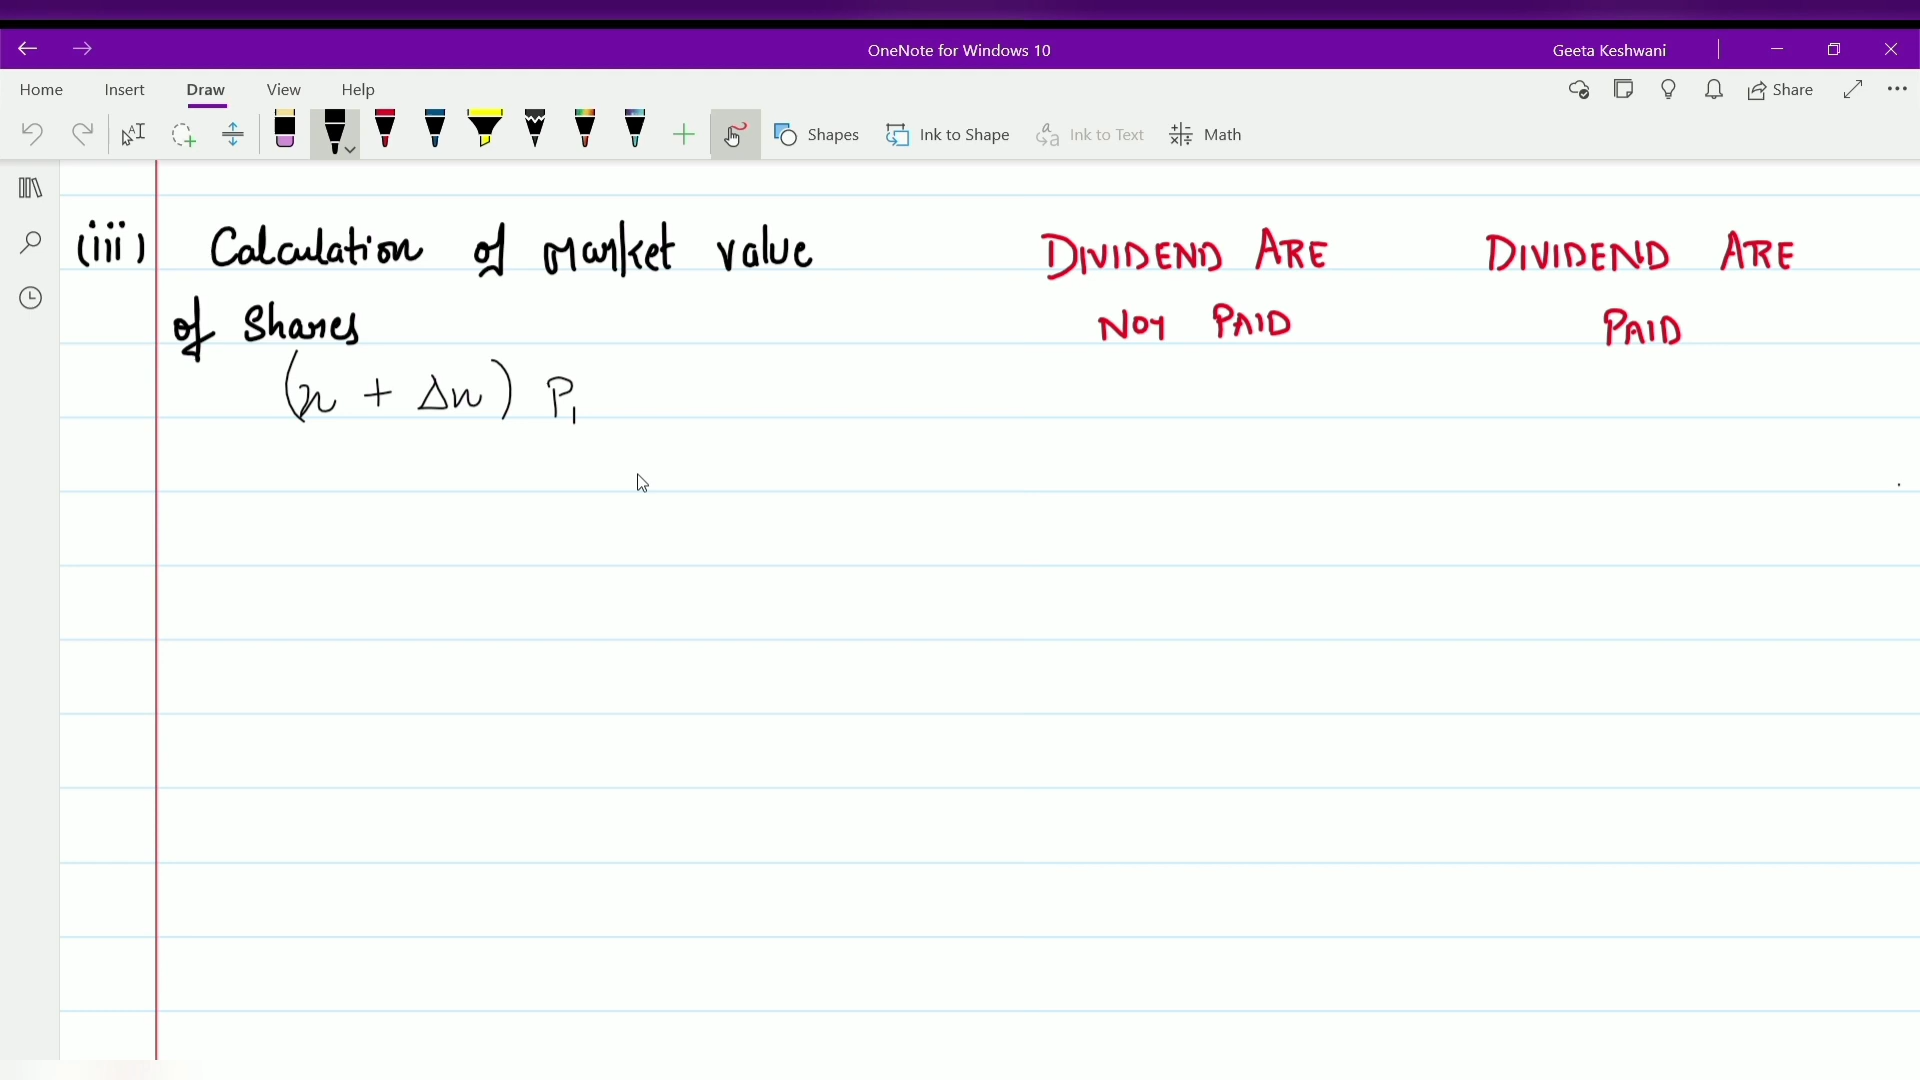 OneNote for Windows 10
Geeta Keshwani
Home Insert Draw View Help
Share
Shapes Ink to Shape Ink to Text Math
(iii) Calculation of market value DIVIDEND ARE DIVIDEND ARE
of Shares NOT PAID PAID
(n + Δn) P₁